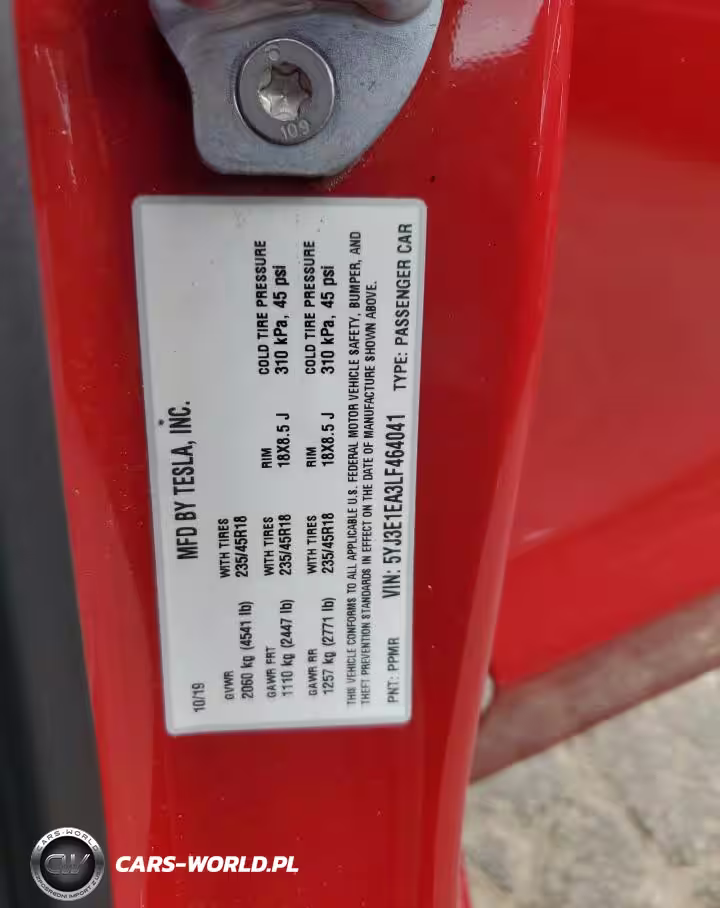 109
10/19
MFD BY TESLA, INC.
GVWR
2060 kg (4541 lb)
WITH TIRES
235/45R18
GAWR FRT
1110 kg (2447 lb)
WITH TIRES
235/45R18
RIM
18X8.5 J
COLD TIRE PRESSURE
310 kPa, 45 psi
GAWR RR
1257 kg (2771 lb)
WITH TIRES
235/45R18
RIM
18X8.5 J
COLD TIRE PRESSURE
310 kPa, 45 psi
THIS VEHICLE CONFORMS TO ALL APPLICABLE U.S. FEDERAL MOTOR VEHICLE SAFETY, BUMPER, AND
THEFT PREVENTION STANDARDS IN EFFECT ON THE DATE OF MANUFACTURE SHOWN ABOVE.
PNT: PPMR VIN: 5YJ3E1EA3LF464041 TYPE: PASSENGER CAR
CARS-WORLD
CW
CARS-WORLD.PL